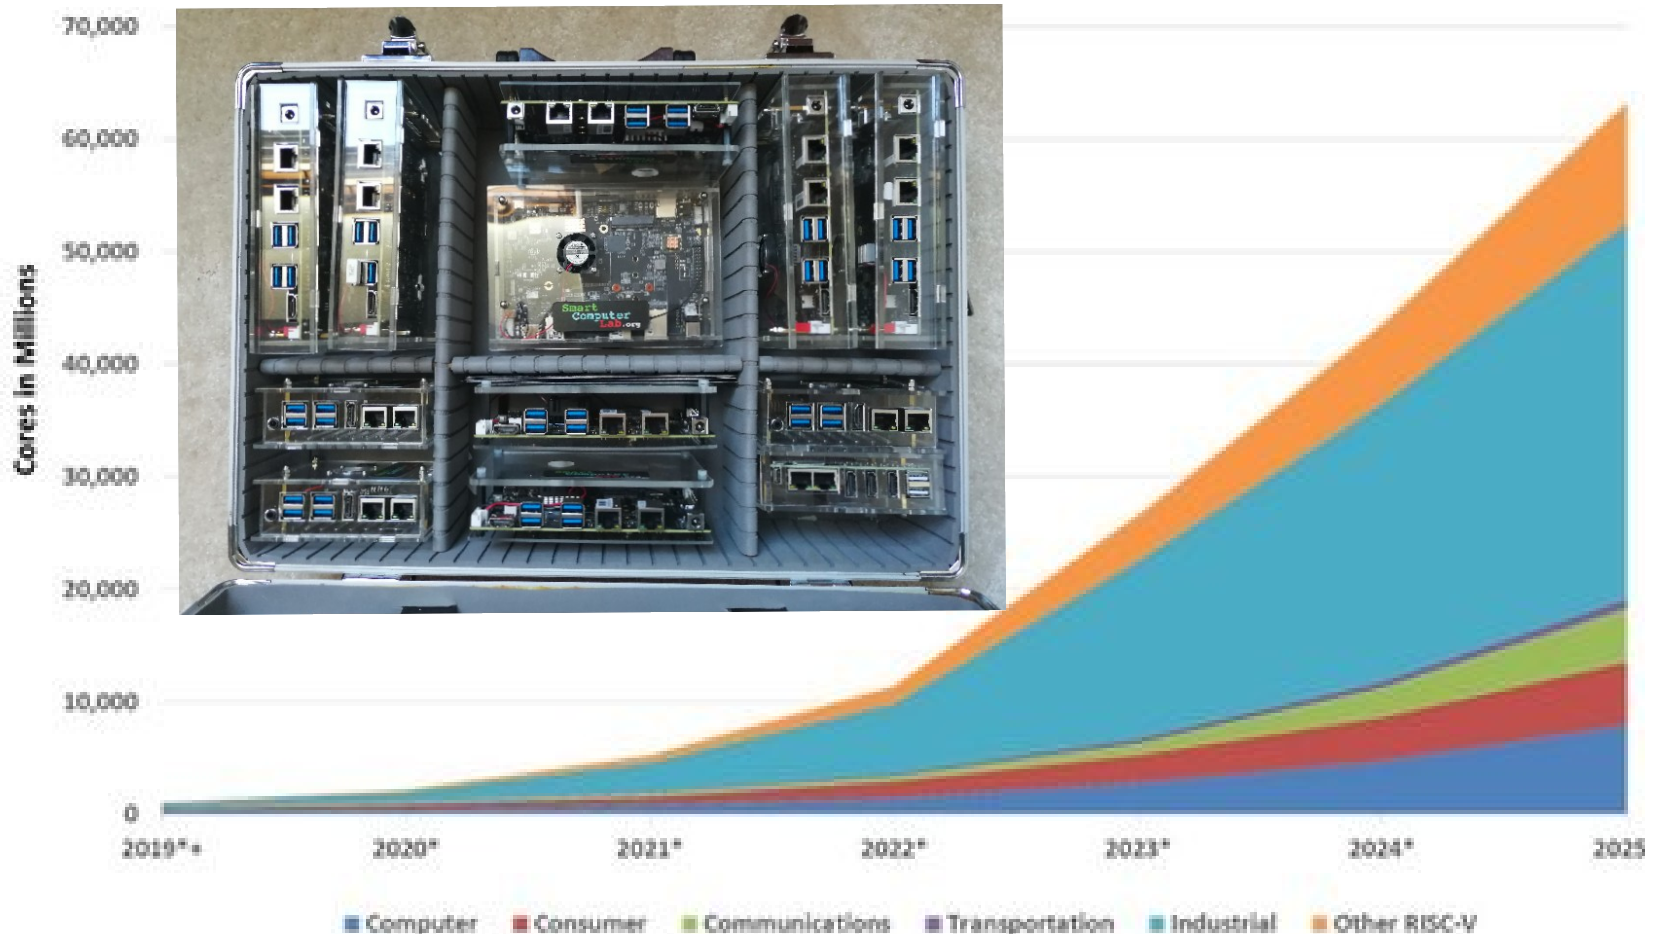 70,000
60,000
50,000
40,000
30,000
20,000
10,000
0
Cores in Millions
Smart
Computer
Lab.org
2019*+ 2020* 2021* 2022* 2023* 2024* 2025
Computer Consumer Communications Transportation Industrial Other RISC-V